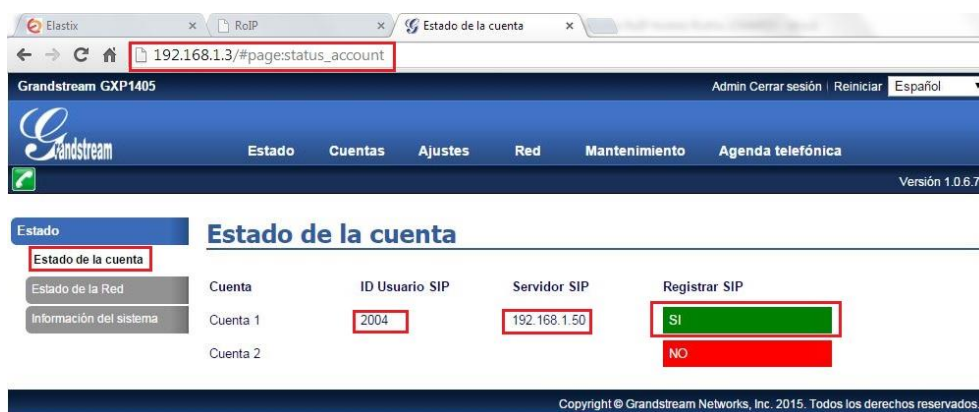 Elastix × RoIP × Estado de la cuenta ×
192.168.1.3/#page:status_account
Grandstream GXP1405 Admin Cerrar sesión | Reiniciar Español
Grandstream
Estado Cuentas Ajustes Red Mantenimiento Agenda telefónica
Versión 1.0.6.7
Estado
Estado de la cuenta
Estado de la Red
Información del sistema
Estado de la cuenta
Cuenta ID Usuario SIP Servidor SIP Registrar SIP
Cuenta 1 2004 192.168.1.50 SI
Cuenta 2 NO
Copyright © Grandstream Networks, Inc. 2015. Todos los derechos reservados.